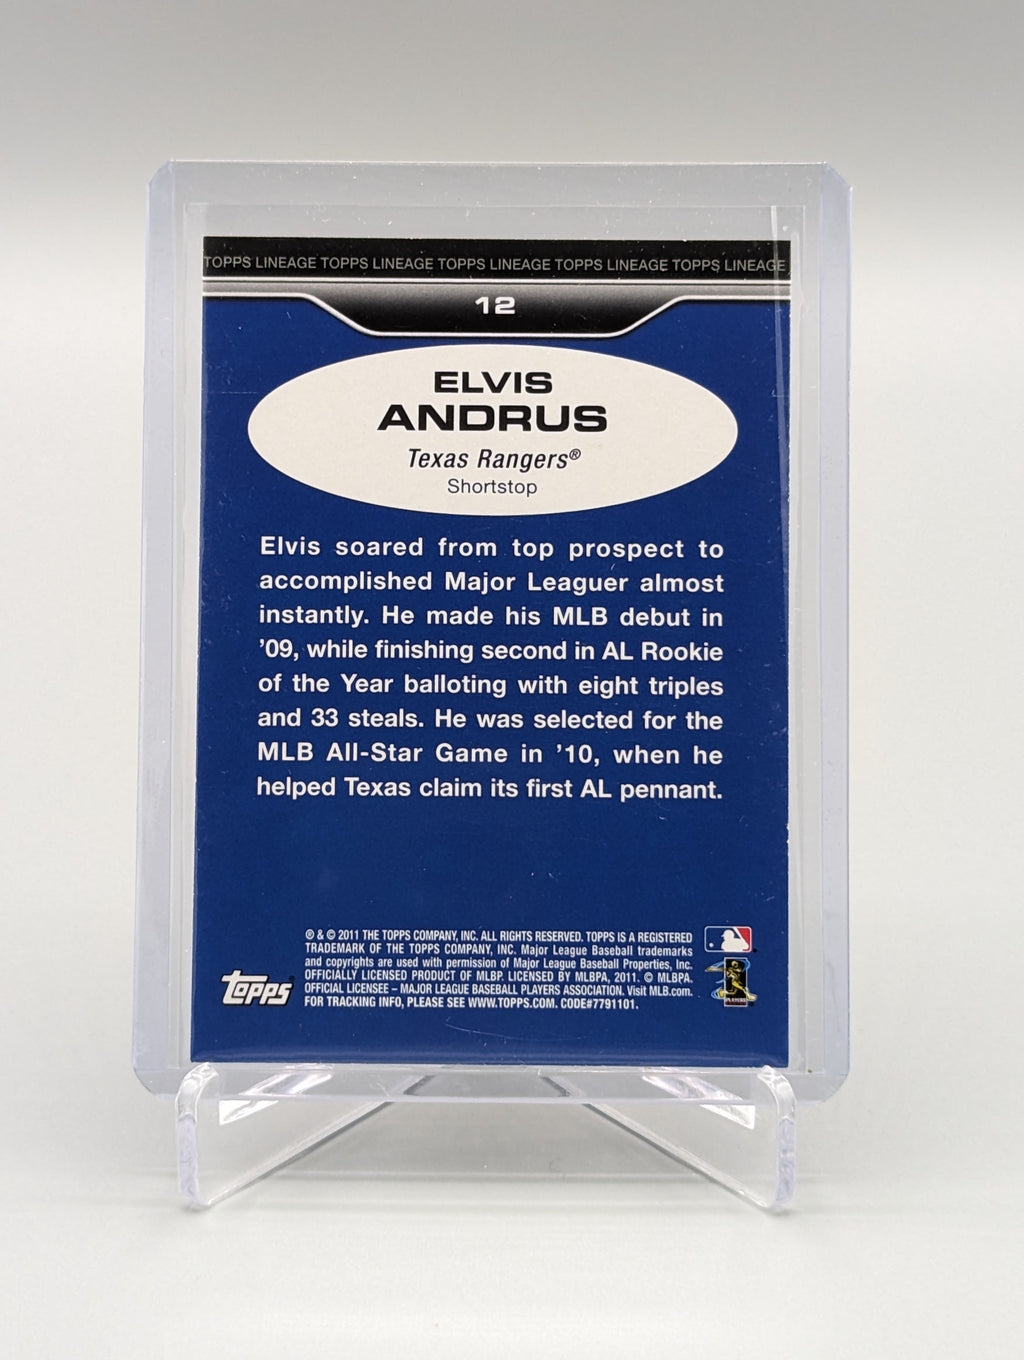 TOPPS LINEAGE TOPPS LINEAGE TOPPS LINEAGE TOPPS LINEAGE TOPPS LINEAGE
12
ELVIS
ANDRUS
Texas Rangers®
Shortstop
Elvis soared from top prospect to
accomplished Major Leaguer almost
instantly. He made his MLB debut in
’09, while finishing second in AL Rookie
of the Year balloting with eight triples
and 33 steals. He was selected for the
MLB All-Star Game in ’10, when he
helped Texas claim its first AL pennant.
® & © 2011 THE TOPPS COMPANY, INC. ALL RIGHTS RESERVED. TOPPS IS A REGISTERED
TRADEMARK OF THE TOPPS COMPANY, INC. Major League Baseball trademarks
and copyrights are used with permission of Major League Baseball Properties, Inc.
OFFICIALLY LICENSED PRODUCT OF MLBP. LICENSED BY MLBPA, 2011. © MLBPA.
OFFICIAL LICENSEE – MAJOR LEAGUE BASEBALL PLAYERS ASSOCIATION. Visit MLB.com.
FOR TRACKING INFO, PLEASE SEE WWW.TOPPS.COM. CODE#7791101.
topps
PLAYERS